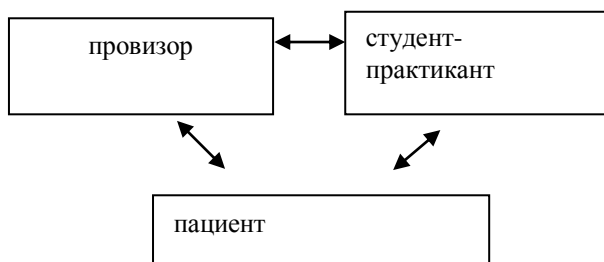 провизор
студент-
практикант
пациент